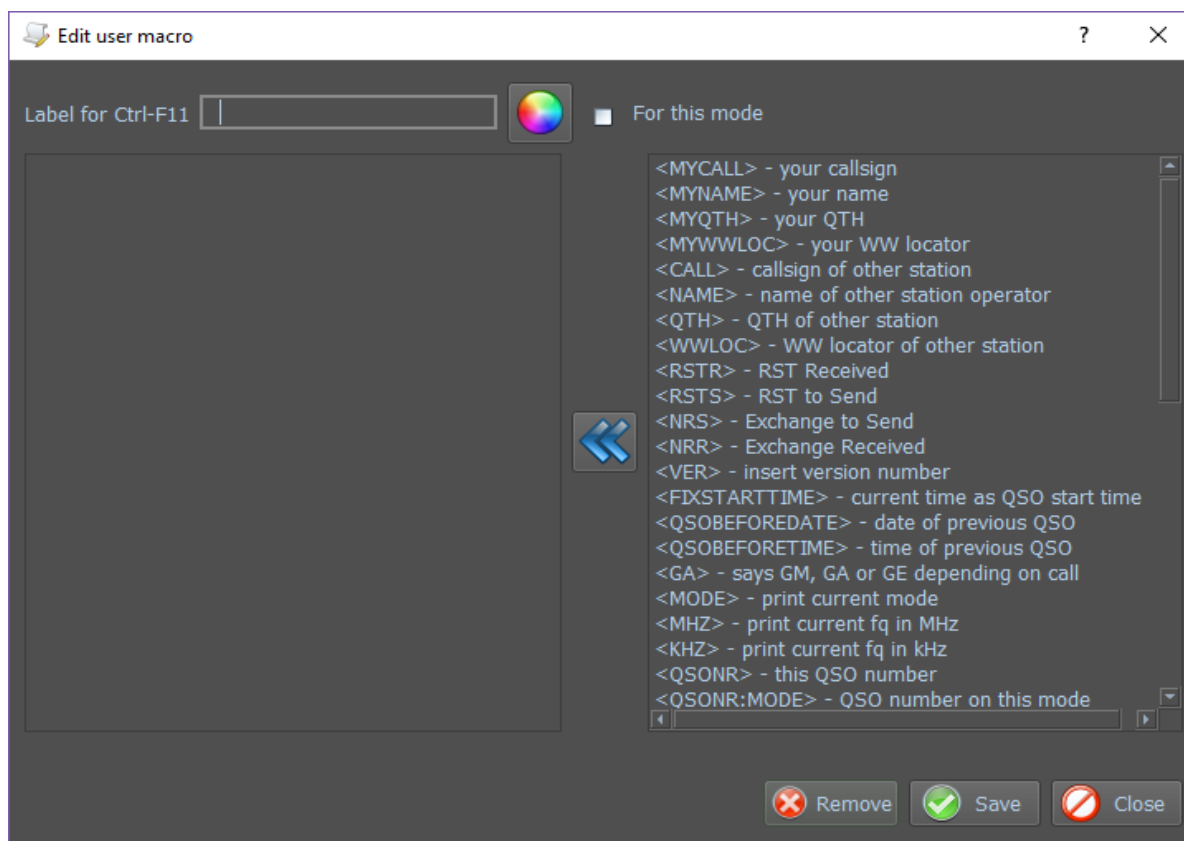 Edit user macro
?
Label for Ctrl-F11
For this mode
<MYCALL> - your callsign
<MYNAME> - your name
<MYQTH> - your QTH
<MYWWLOC> - your WW locator
<CALL> - callsign of other station
<NAME> - name of other station operator
<QTH> - QTH of other station
<WWLOC> - WW locator of other station
<RSTR> - RST Received
<RSTS> - RST to Send
<NRS> - Exchange to Send
<NRR> - Exchange Received
<VER> - insert version number
<FIXSTARTTIME> - current time as QSO start time
<QSOBEFOREDATE> - date of previous QSO
<QSOBEFORETIME> - time of previous QSO
<GA> - says GM, GA or GE depending on call
<MODE> - print current mode
<MHZ> - print current fq in MHz
<KHZ> - print current fq in kHz
<QSONR> - this QSO number
<QSONR:MODE> - QSO number on this mode
Remove
Save
Close